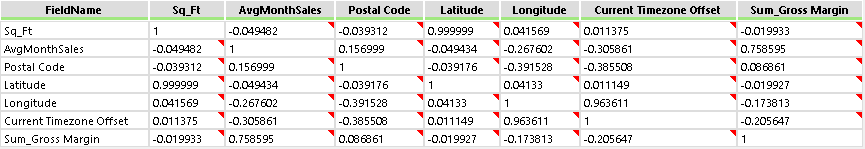 FieldName Sq_Ft AvgMonthSales Postal Code Latitude Longitude Current Timezone Offset Sum_Gross Margin
Sq_Ft 1 -0.049482 -0.039312 0.999999 0.041569 0.011375 -0.019933
AvgMonthSales -0.049482 1 0.156999 -0.049434 -0.267602 -0.305861 0.758595
Postal Code -0.039312 0.156999 1 -0.039176 -0.391528 -0.385508 0.086861
Latitude 0.999999 -0.049434 -0.039176 1 0.04133 0.011149 -0.019927
Longitude 0.041569 -0.267602 -0.391528 0.04133 1 0.963611 -0.173813
Current Timezone Offset 0.011375 -0.305861 -0.385508 0.011149 0.963611 1 -0.205647
Sum_Gross Margin -0.019933 0.758595 0.086861 -0.019927 -0.173813 -0.205647 1